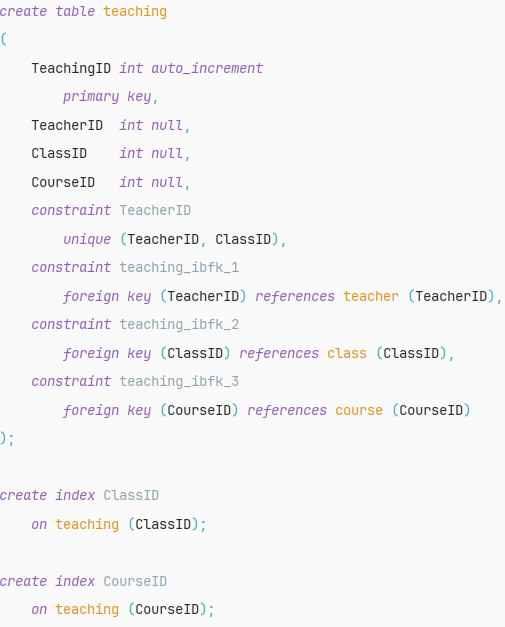 create table teaching
(
    TeachingID int auto_increment
        primary key,
    TeacherID  int null,
    ClassID    int null,
    CourseID   int null,
    constraint TeacherID
        unique (TeacherID, ClassID),
    constraint teaching_ibfk_1
        foreign key (TeacherID) references teacher (TeacherID),
    constraint teaching_ibfk_2
        foreign key (ClassID) references class (ClassID),
    constraint teaching_ibfk_3
        foreign key (CourseID) references course (CourseID)
);
create index ClassID
    on teaching (ClassID);
create index CourseID
    on teaching (CourseID);